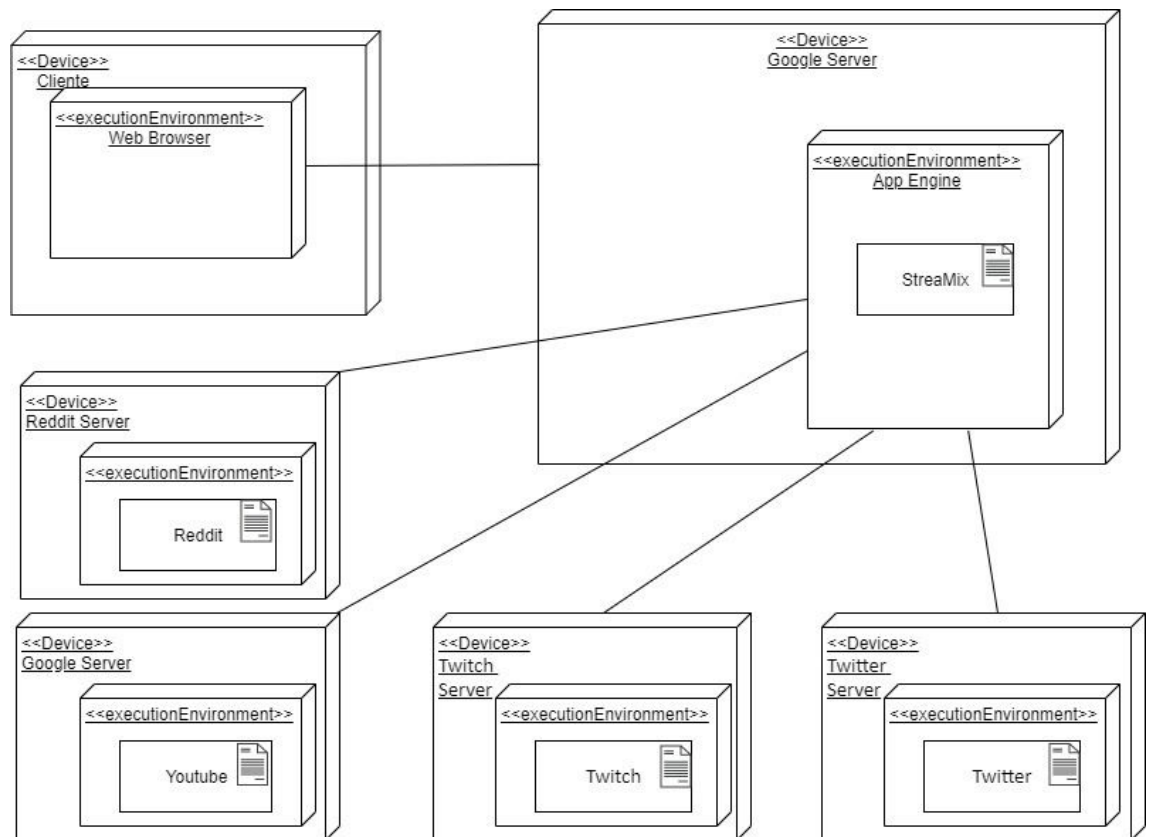 <<Device>>
Cliente
<<executionEnvironment>>
Web Browser
<<Device>>
Google Server
<<executionEnvironment>>
App Engine
StreaMix
<<Device>>
Reddit Server
<<executionEnvironment>>
Reddit
<<Device>>
Google Server
<<executionEnvironment>>
Youtube
<<Device>>
Twitch
Server
<<executionEnvironment>>
Twitch
<<Device>>
Twitter
Server
<<executionEnvironment>>
Twitter